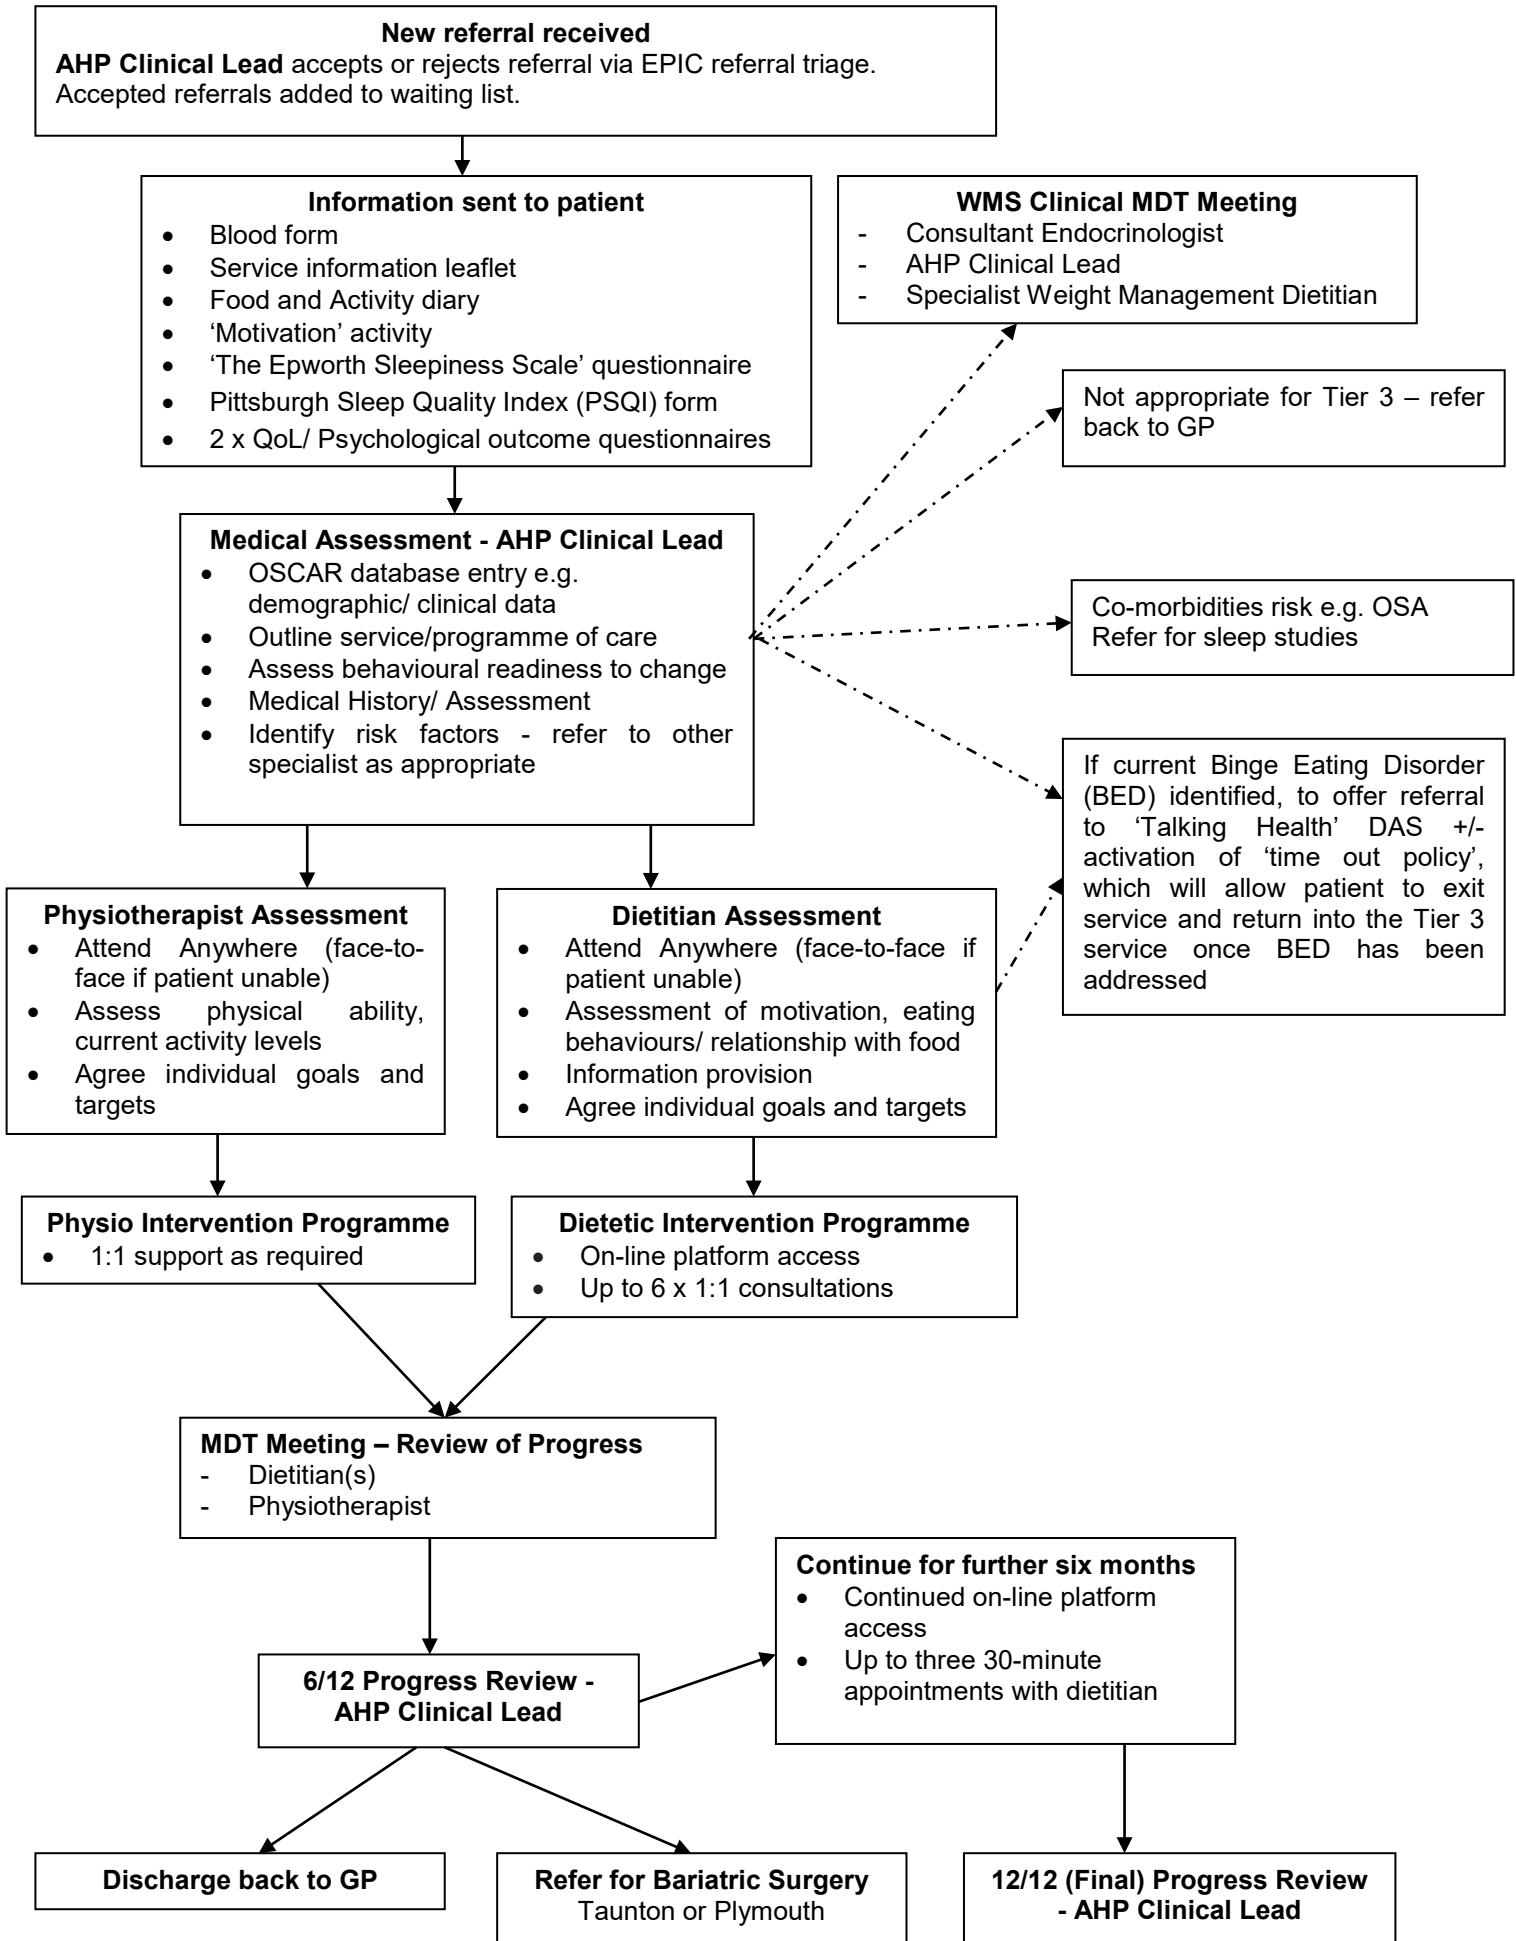 New referral received
AHP Clinical Lead accepts or rejects referral via EPIC referral triage.
Accepted referrals added to waiting list.
Information sent to patient
• Blood form
• Service information leaflet
• Food and Activity diary
• ‘Motivation’ activity
• ‘The Epworth Sleepiness Scale’ questionnaire
• Pittsburgh Sleep Quality Index (PSQI) form
• 2 x QoL/ Psychological outcome questionnaires
WMS Clinical MDT Meeting
- Consultant Endocrinologist
- AHP Clinical Lead
- Specialist Weight Management Dietitian
Not appropriate for Tier 3 – refer
back to GP
Medical Assessment - AHP Clinical Lead
• OSCAR database entry e.g.
demographic/ clinical data
• Outline service/programme of care
• Assess behavioural readiness to change
• Medical History/ Assessment
• Identify risk factors - refer to other
specialist as appropriate
Co-morbidities risk e.g. OSA
Refer for sleep studies
If current Binge Eating Disorder
(BED) identified, to offer referral
to ‘Talking Health’ DAS +/-
activation of ‘time out policy’,
which will allow patient to exit
service and return into the Tier 3
service once BED has been
addressed
Physiotherapist Assessment
• Attend Anywhere (face-to-
face if patient unable)
• Assess physical ability,
current activity levels
• Agree individual goals and
targets
Dietitian Assessment
• Attend Anywhere (face-to-face if
patient unable)
• Assessment of motivation, eating
behaviours/ relationship with food
• Information provision
• Agree individual goals and targets
Physio Intervention Programme
• 1:1 support as required
Dietetic Intervention Programme
• On-line platform access
• Up to 6 x 1:1 consultations
MDT Meeting – Review of Progress
- Dietitian(s)
- Physiotherapist
Continue for further six months
• Continued on-line platform
access
• Up to three 30-minute
appointments with dietitian
6/12 Progress Review -
AHP Clinical Lead
Discharge back to GP
Refer for Bariatric Surgery
Taunton or Plymouth
12/12 (Final) Progress Review
- AHP Clinical Lead